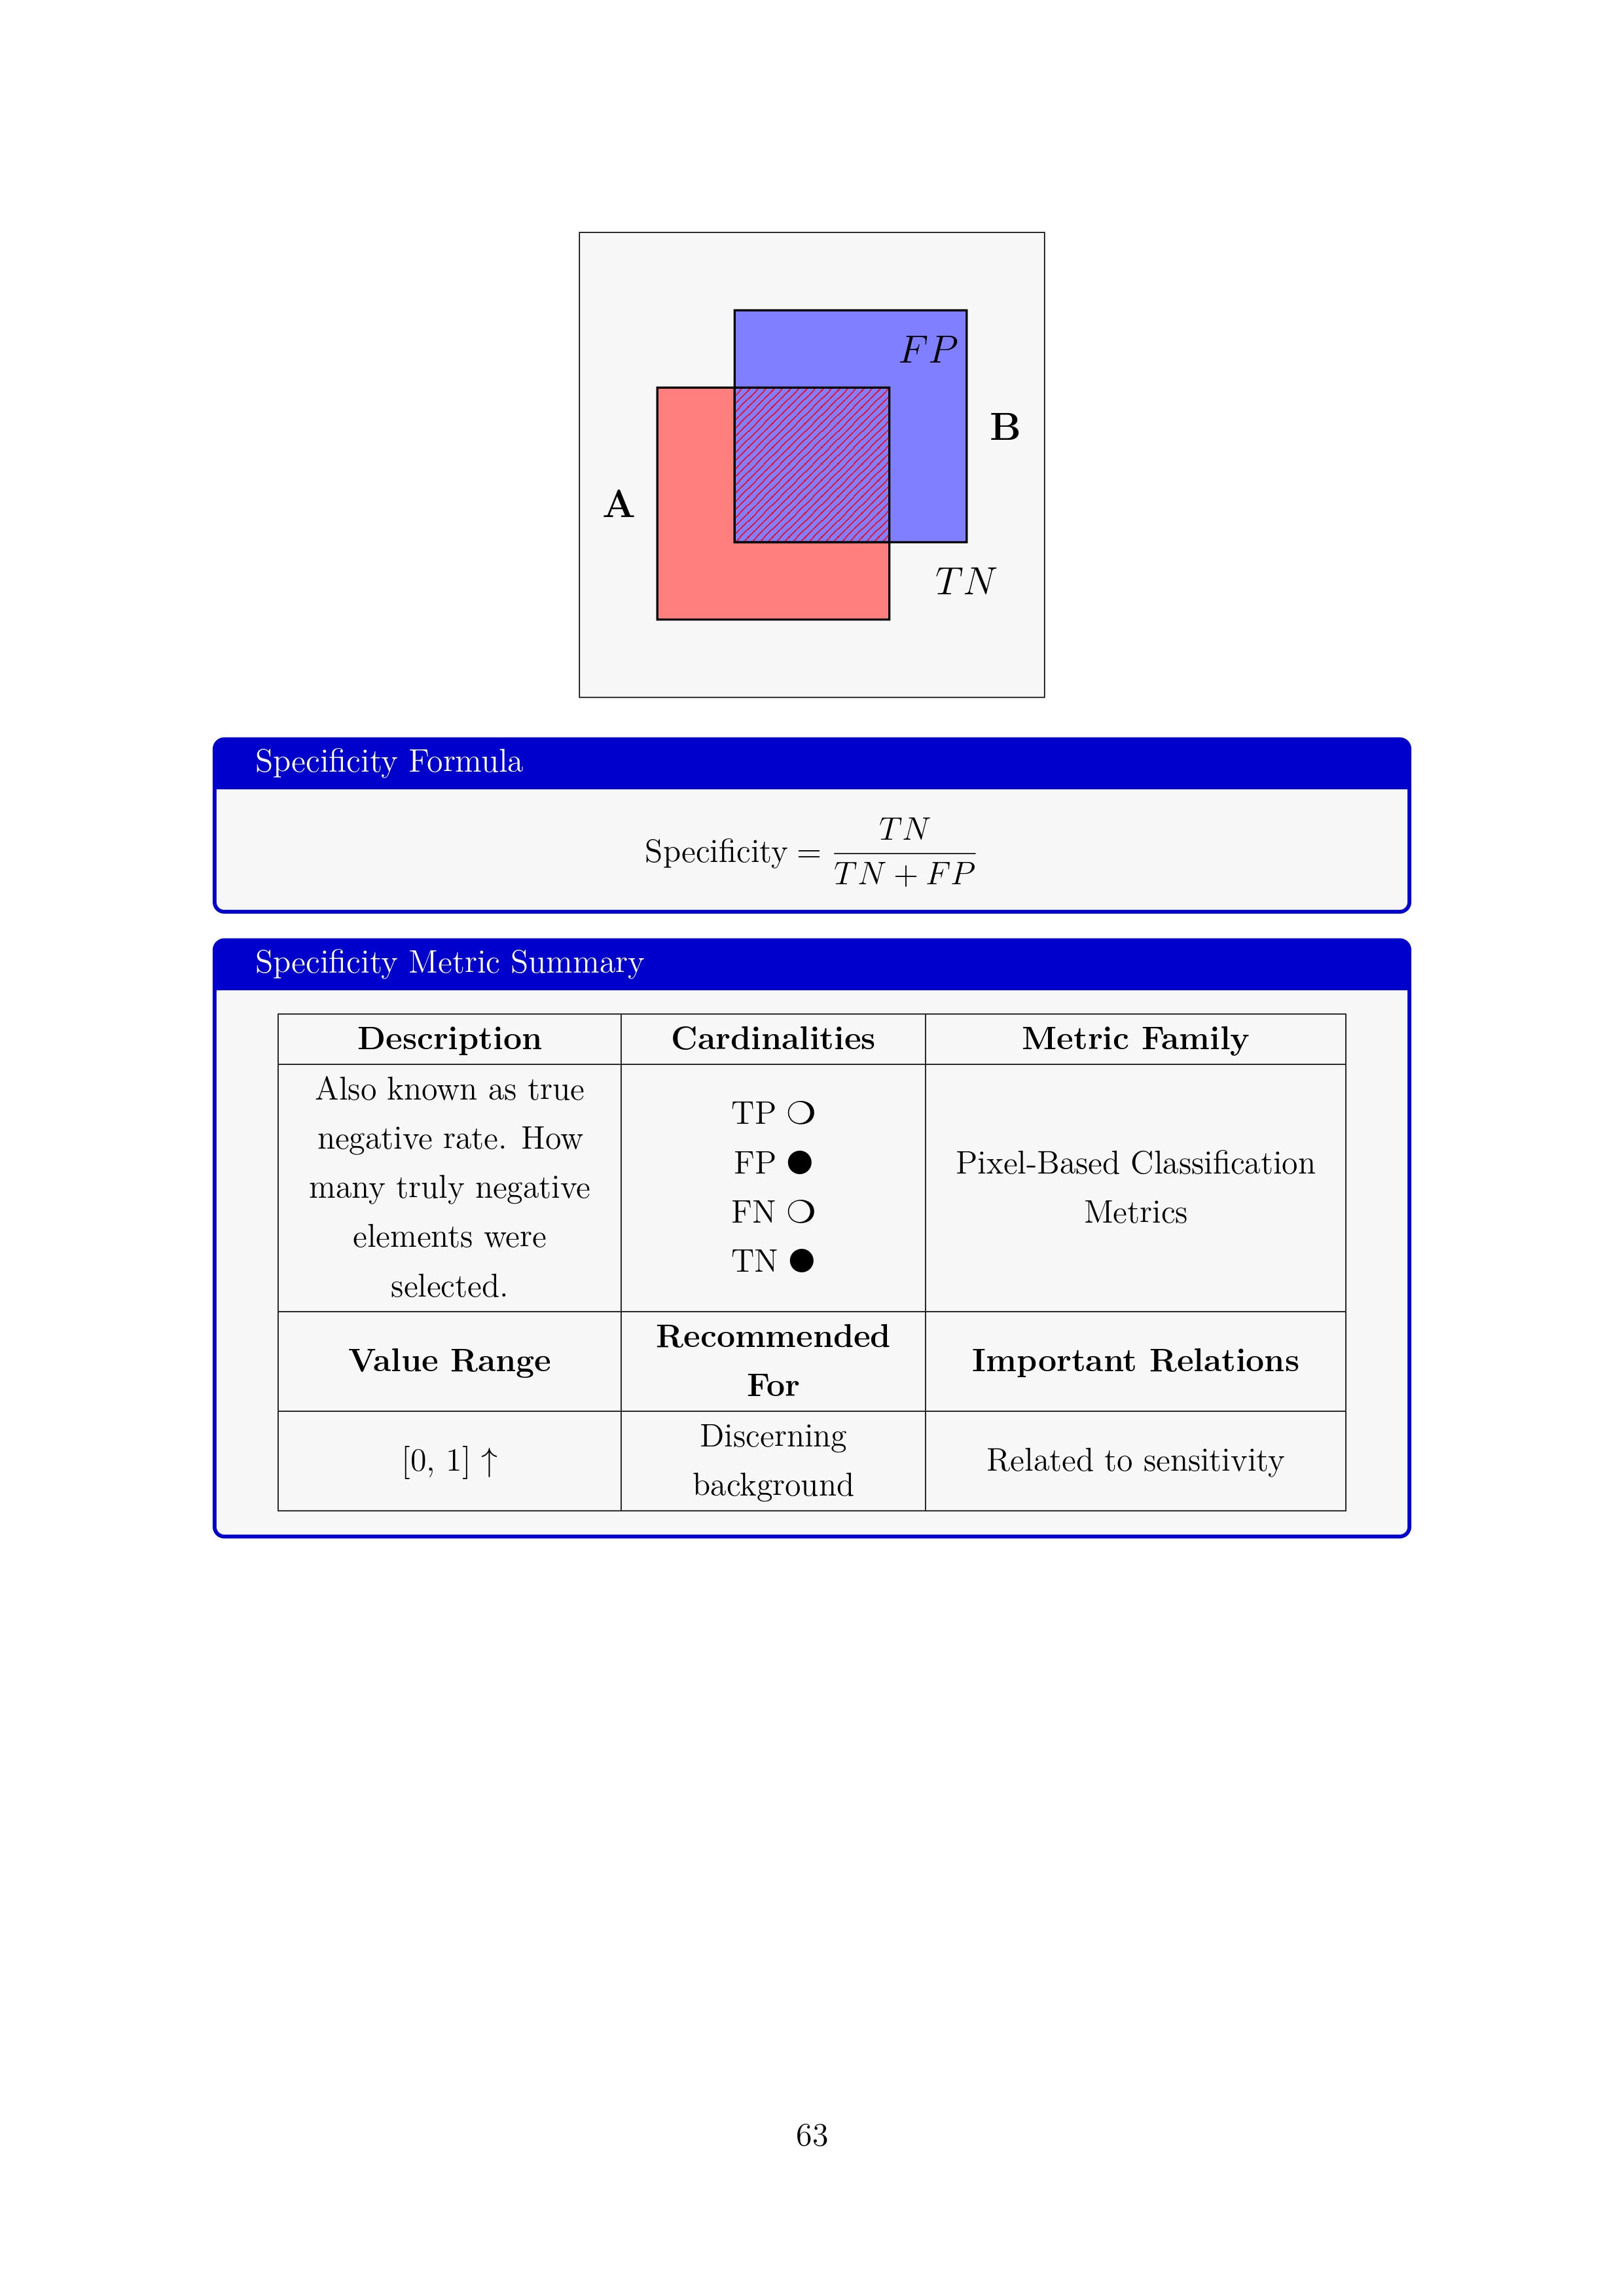 FP
B
A
TN
Specificity Formula
Specificity = TN / TN + FP
Specificity Metric Summary
Description Cardinalities Metric Family
Also known as true
negative rate. How
many truly negative
elements were
selected.
TP ○
FP ●
FN ○
TN ●
Pixel-Based Classification
Metrics
Value Range
Recommended
For
Important Relations
[0, 1] ↑
Discerning
background
Related to sensitivity
63